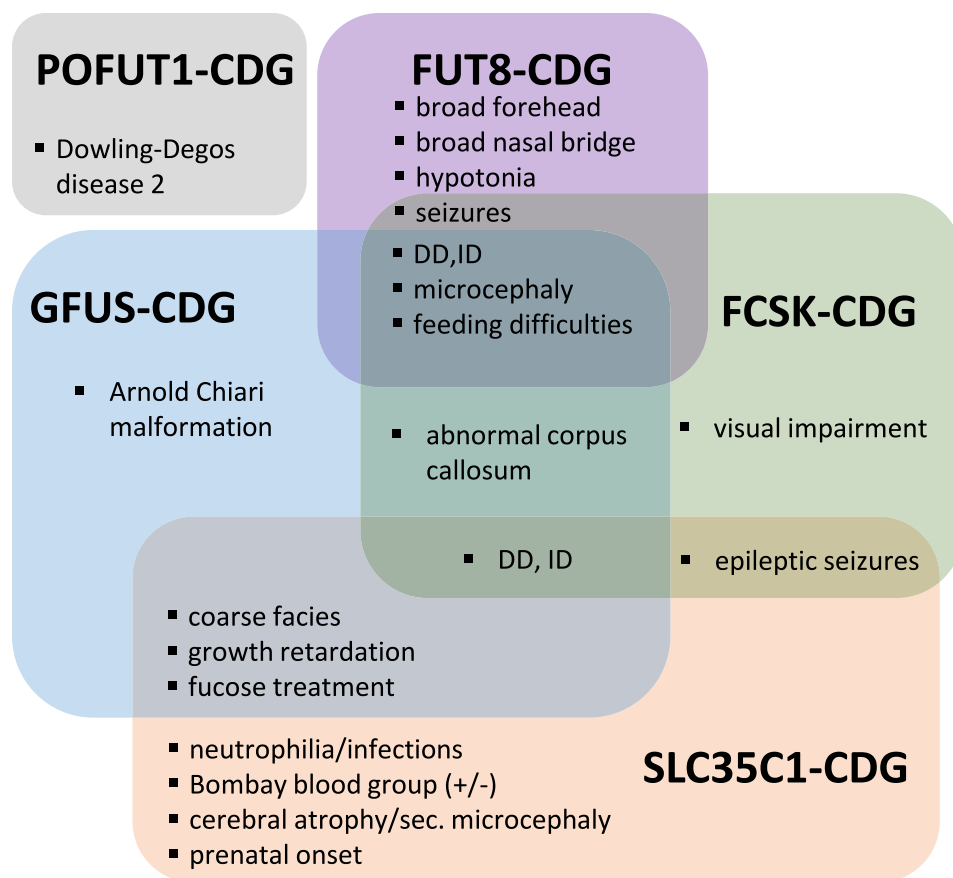 POFUT1-CDG
▪ Dowling-Degos
disease 2
FUT8-CDG
▪ broad forehead
▪ broad nasal bridge
▪ hypotonia
▪ seizures
▪ DD,ID
▪ microcephaly
▪ feeding difficulties
GFUS-CDG
▪ Arnold Chiari
malformation
FCSK-CDG
▪ abnormal corpus
callosum
▪ visual impairment
▪ DD, ID
▪ epileptic seizures
▪ coarse facies
▪ growth retardation
▪ fucose treatment
▪ neutrophilia/infections
▪ Bombay blood group (+/-)
▪ cerebral atrophy/sec. microcephaly
▪ prenatal onset
SLC35C1-CDG